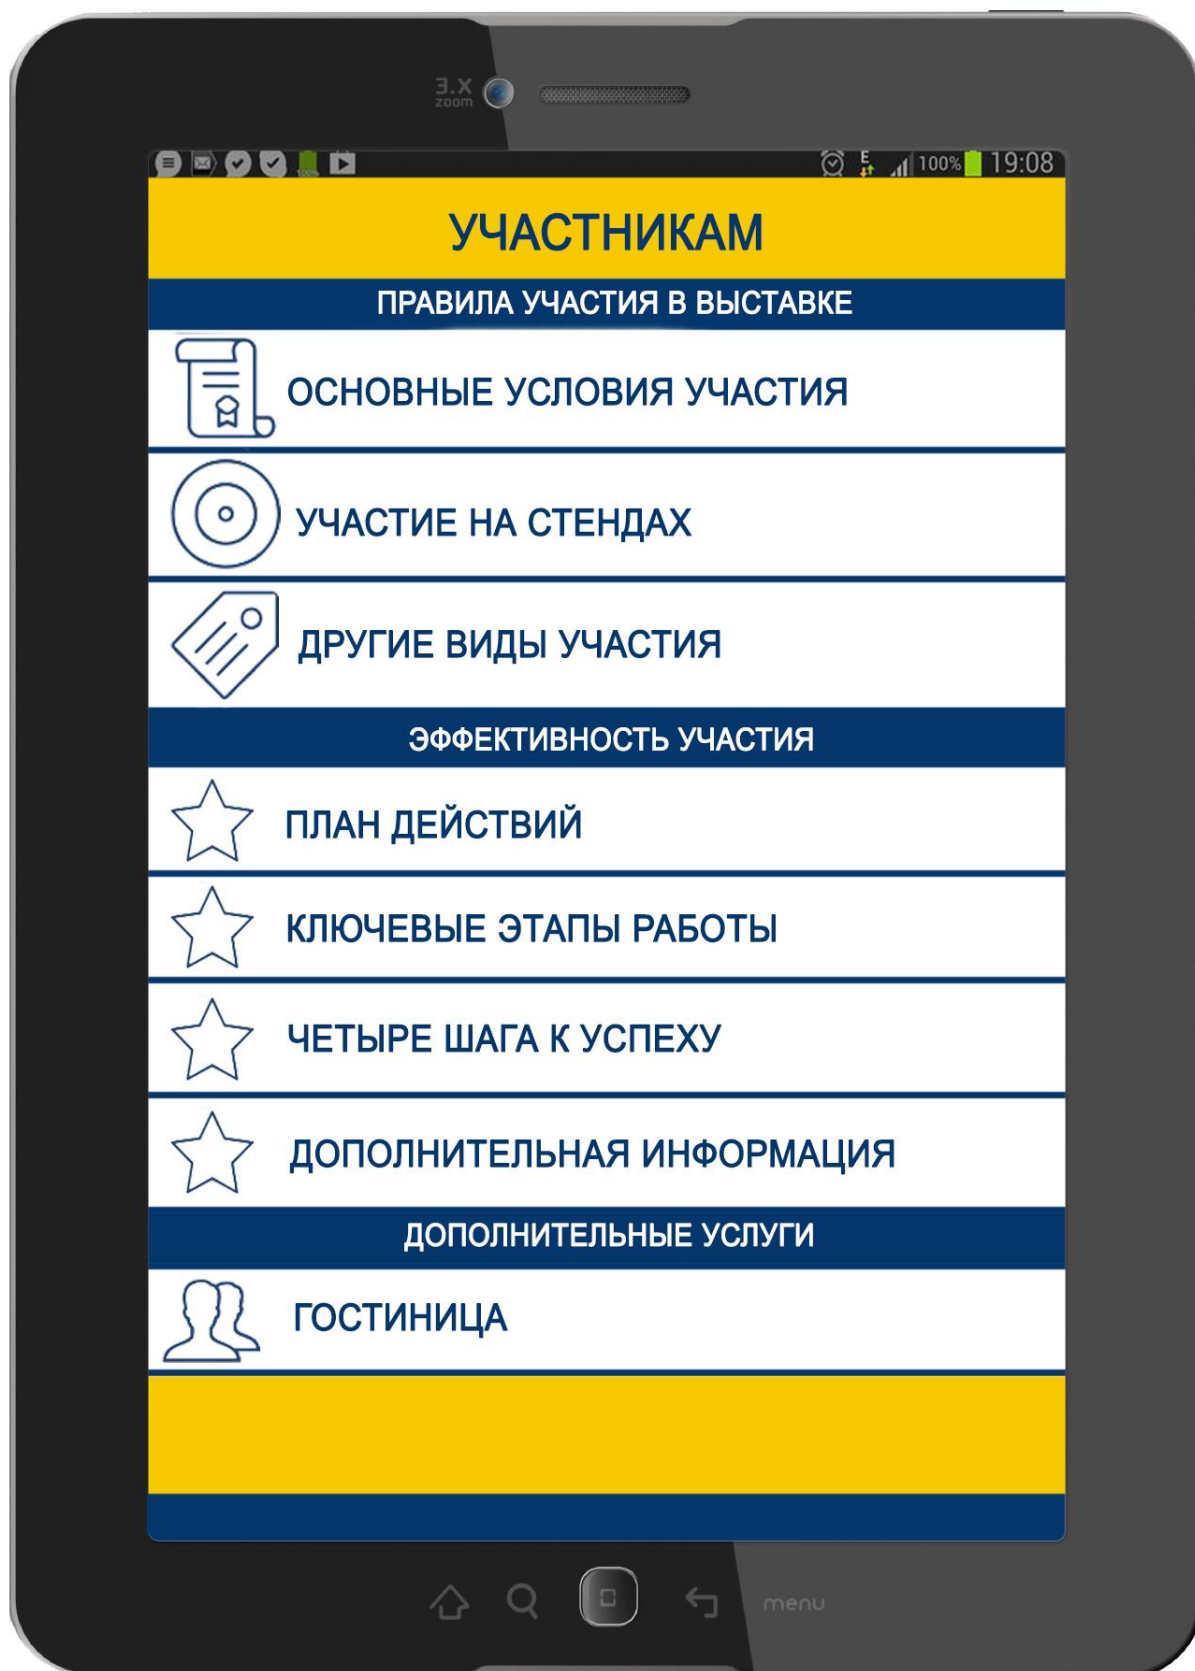 3.X
zoom
100% 19:08
УЧАСТНИКАМ
ПРАВИЛА УЧАСТИЯ В ВЫСТАВКЕ
ОСНОВНЫЕ УСЛОВИЯ УЧАСТИЯ
УЧАСТИЕ НА СТЕНДАХ
ДРУГИЕ ВИДЫ УЧАСТИЯ
ЭФФЕКТИВНОСТЬ УЧАСТИЯ
ПЛАН ДЕЙСТВИЙ
КЛЮЧЕВЫЕ ЭТАПЫ РАБОТЫ
ЧЕТЫРЕ ШАГА К УСПЕХУ
ДОПОЛНИТЕЛЬНАЯ ИНФОРМАЦИЯ
ДОПОЛНИТЕЛЬНЫЕ УСЛУГИ
ГОСТИНИЦА
menu